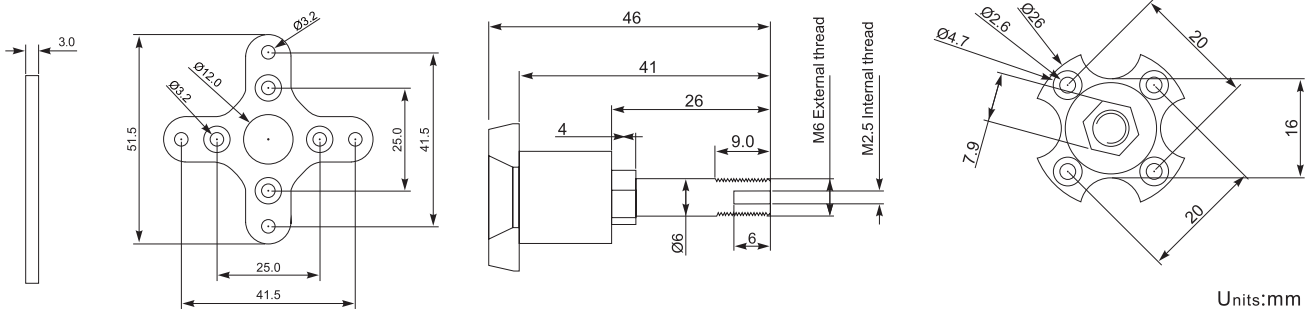 3.0
51.5
Ø3.2
Ø12.0
Ø3.2
25.0
41.5
25.0
41.5
46
41
26
4
9.0
Ø6
6
M6 External thread
M2.5 Internal thread
Ø26
Ø2.6
Ø4.7
20
16
7.9
20
Units:mm